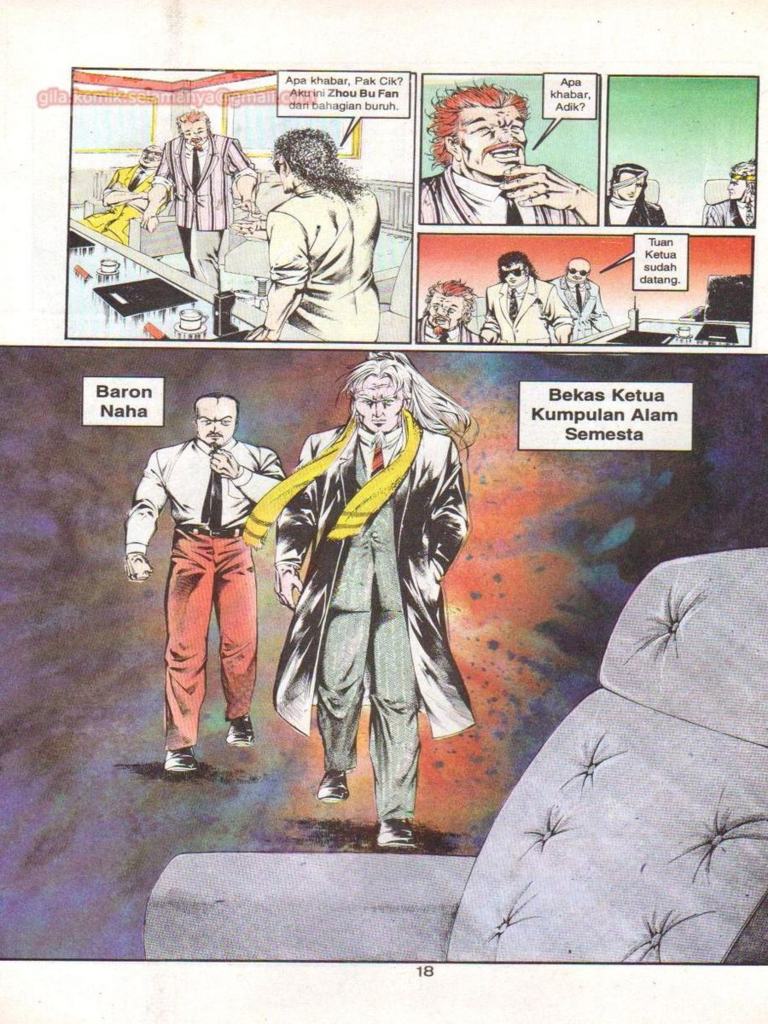 Apa khabar, Pak Cik?
Aku ini Zhou Bu Fan
dari bahagian buruh.
Apa
khabar,
Adik?
Tuan
Ketua
sudah
datang.
Baron
Naha
Bekas Ketua
Kumpulan Alam
Semesta
18